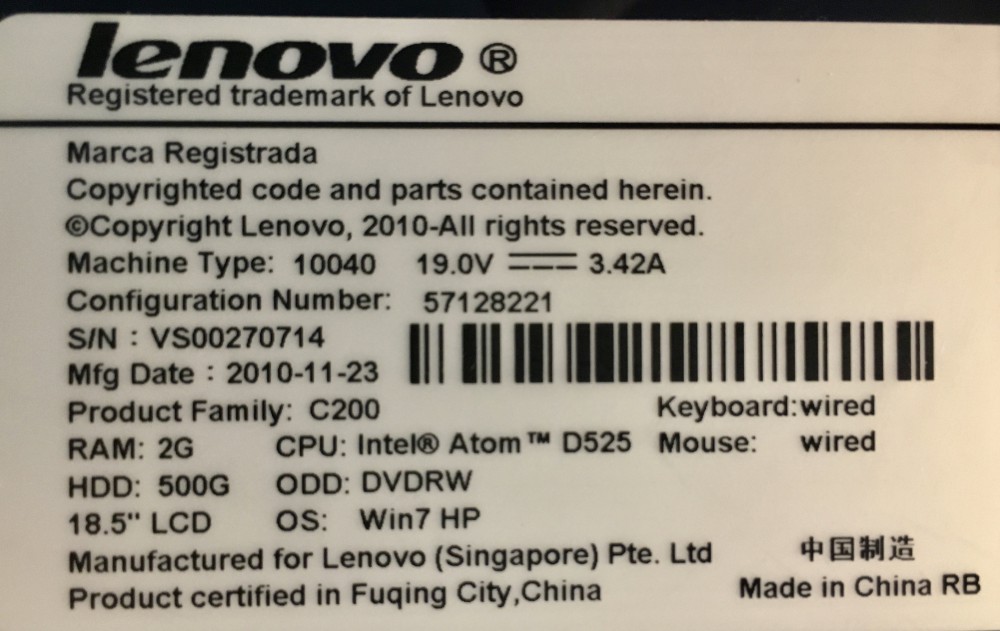 lenovo ®
Registered trademark of Lenovo
Marca Registrada
Copyrighted code and parts contained herein.
©Copyright Lenovo, 2010-All rights reserved.
Machine Type: 10040 19.0V 3.42A
Configuration Number: 57128221
S/N : VS00270714
Mfg Date : 2010-11-23
Product Family: C200 Keyboard:wired
RAM: 2G CPU: Intel® Atom™ D525 Mouse: wired
HDD: 500G ODD: DVDRW
18.5" LCD OS: Win7 HP
Manufactured for Lenovo (Singapore) Pte. Ltd 中国制造
Product certified in Fuqing City,China Made in China RB